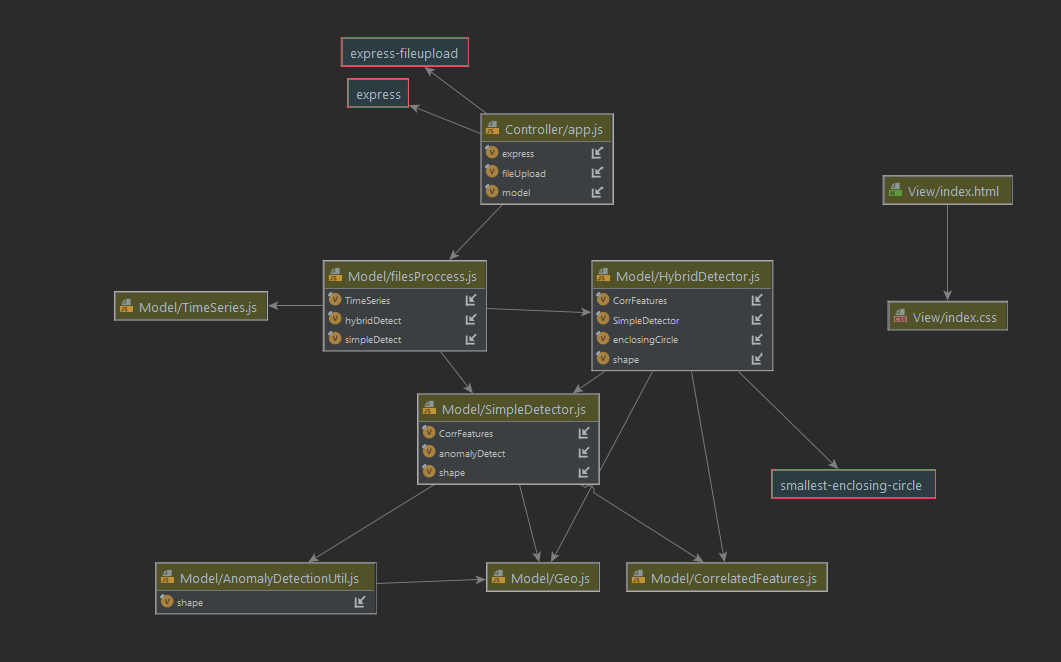 express-fileupload
express
Controller/app.js
express
fileUpload
model
View/index.html
Model/filesProccess.js
TimeSeries
hybridDetect
simpleDetect
Model/HybridDetector.js
CorrFeatures
SimpleDetector
enclosingCircle
shape
Model/TimeSeries.js
View/index.css
Model/SimpleDetector.js
CorrFeatures
anomalyDetect
shape
smallest-enclosing-circle
Model/AnomalyDetectionUtil.js
shape
Model/Geo.js
Model/CorrelatedFeatures.js